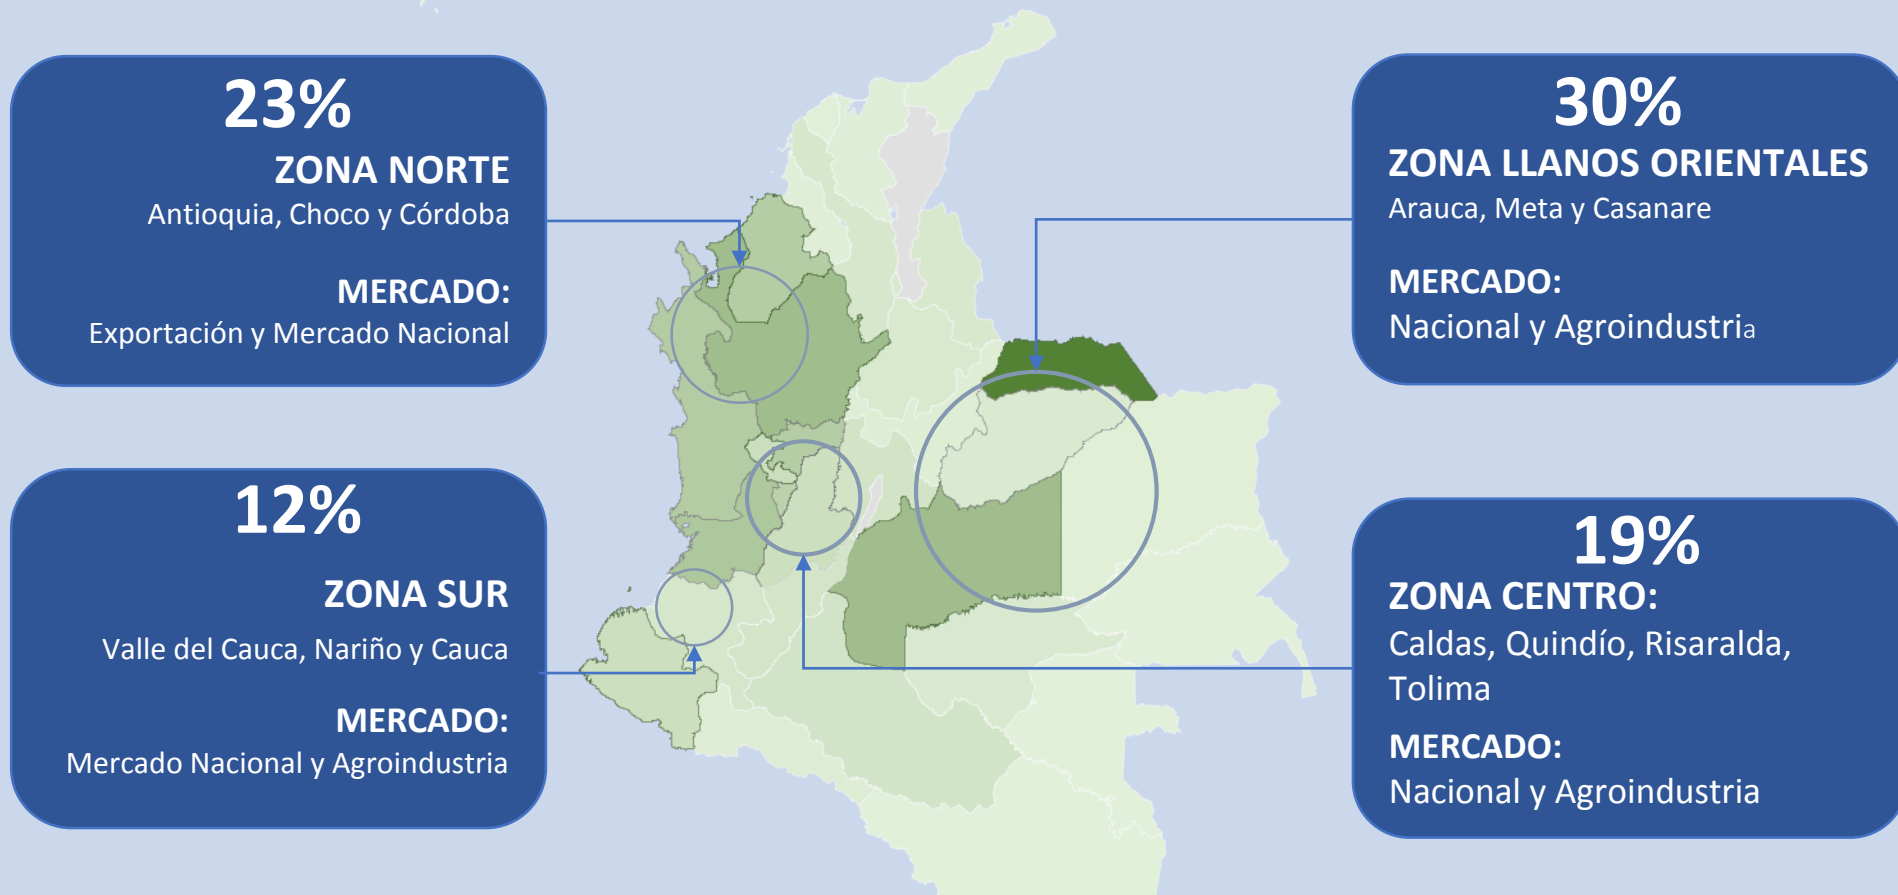 23%
ZONA NORTE
Antioquia, Choco y Córdoba
MERCADO:
Exportación y Mercado Nacional
30%
ZONA LLANOS ORIENTALES
Arauca, Meta y Casanare
MERCADO:
Nacional y Agroindustria
12%
ZONA SUR
Valle del Cauca, Nariño y Cauca
MERCADO:
Mercado Nacional y Agroindustria
19%
ZONA CENTRO:
Caldas, Quindío, Risaralda,
Tolima
MERCADO:
Nacional y Agroindustria